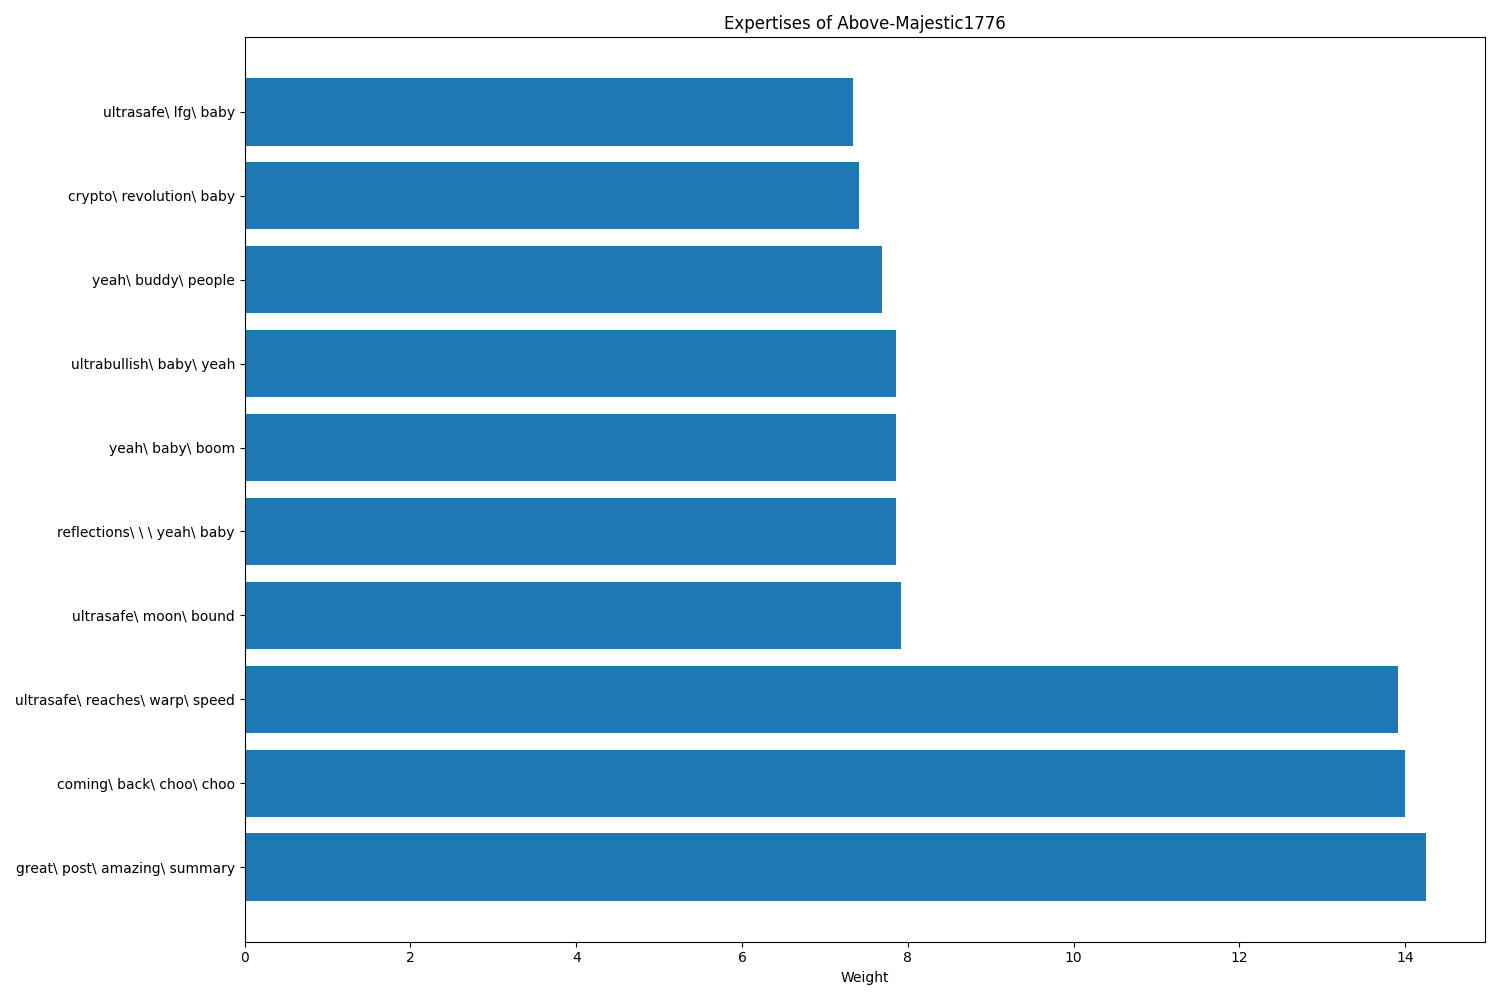 Expertises of Above-Majestic1776
ultrasafe\ lfg\ baby
crypto\ revolution\ baby
yeah\ buddy\ people
ultrabullish\ baby\ yeah
yeah\ baby\ boom
reflections\ \ \ yeah\ baby
ultrasafe\ moon\ bound
ultrasafe\ reaches\ warp\ speed
coming\ back\ choo\ choo
great\ post\ amazing\ summary
0 2 4 6 8 10 12 14
Weight